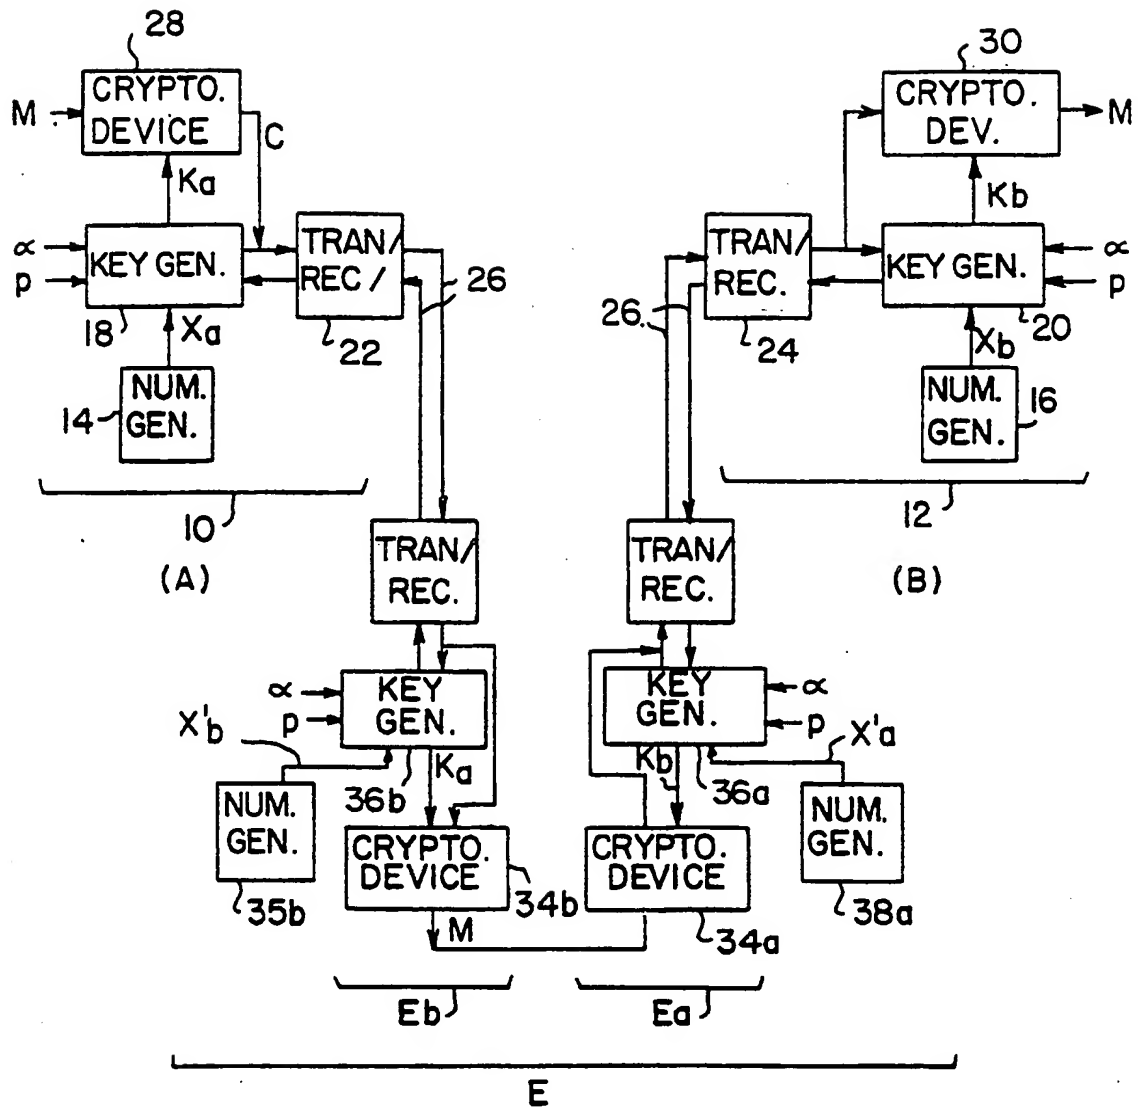 28
CRYPTO.
DEVICE
M
C
Ka
α
p
KEY GEN.
18
Xa
TRAN/
REC/
22
26
NUM.
GEN.
14
10
(A)
30
CRYPTO.
DEV.
M
Kb
TRAN/
REC.
24
26.
KEY GEN.
α
p
20
Xb
NUM.
GEN.
16
12
(B)
TRAN/
REC.
TRAN/
REC.
α
p
KEY
GEN.
X'b
Ka
36b
NUM.
GEN.
35b
CRYPTO.
DEVICE
34b
M
KEY
GEN.
α
p
X'a
Kb
36a
NUM.
GEN.
38a
CRYPTO.
DEVICE
34a
Eb
Ea
E